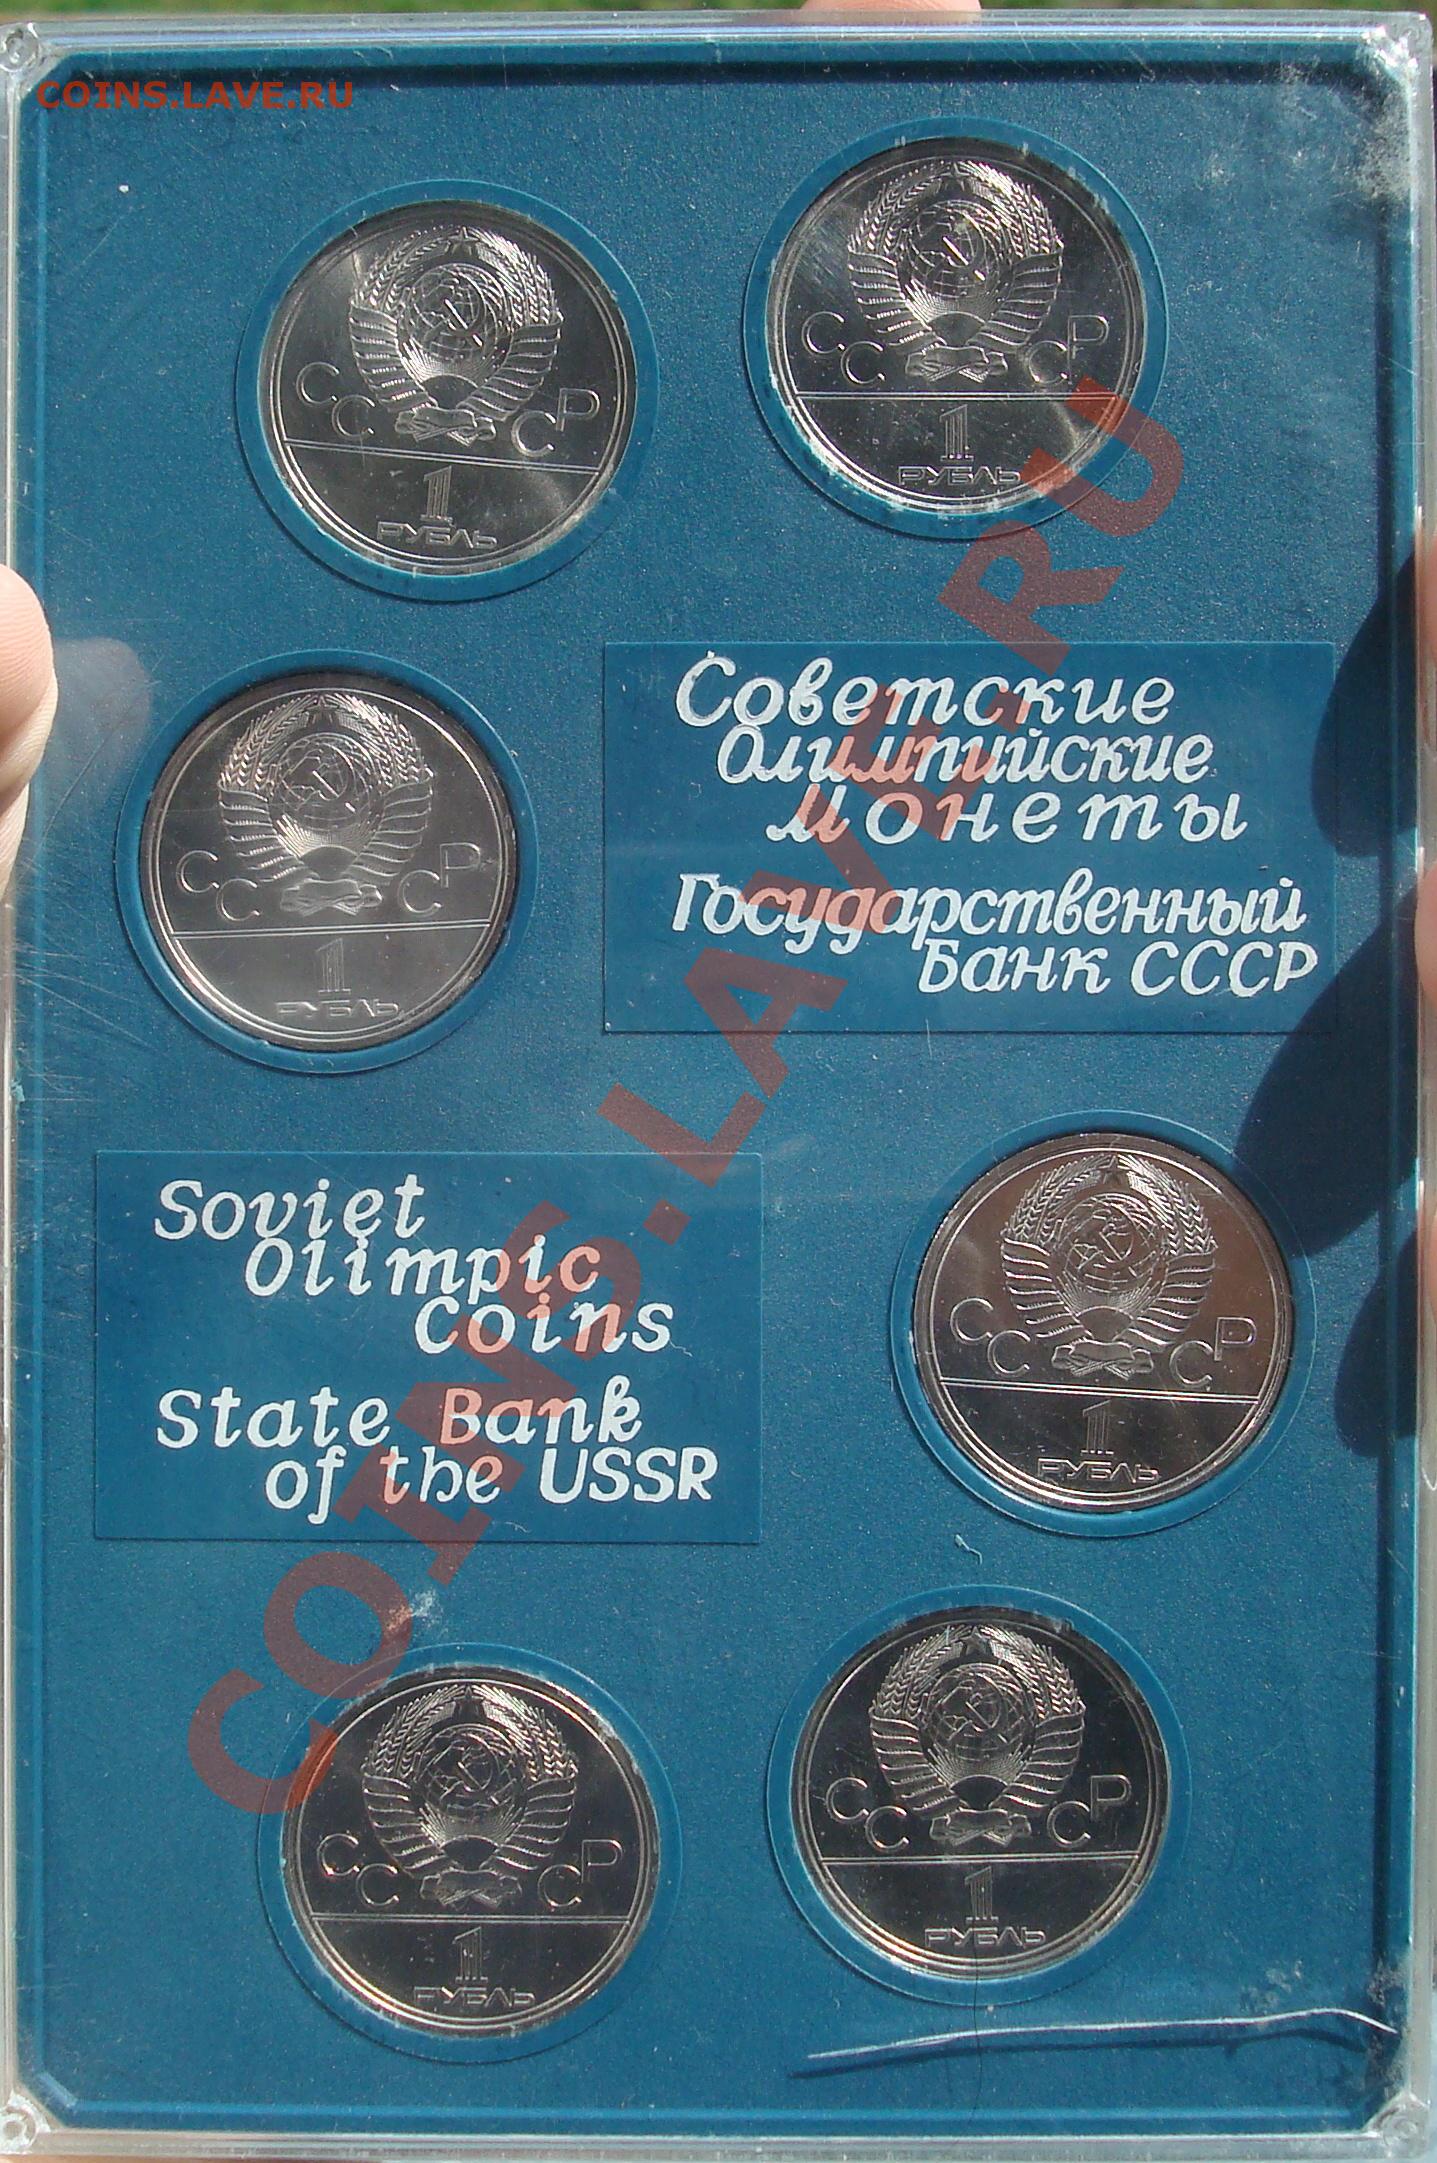 COINS.LAVE.RU
СССР
1
РУБЛЬ
СССР
1
РУБЛЬ
СССР
1
РУБЛЬ
Советские
Олимпийские
монеты
Государственный
Банк СССР
Soviet
Olimpic
Coins
State Bank
of the USSR
СССР
1
РУБЛЬ
СССР
1
РУБЛЬ
СССР
1
РУБЛЬ
COINS.LAVE.RU